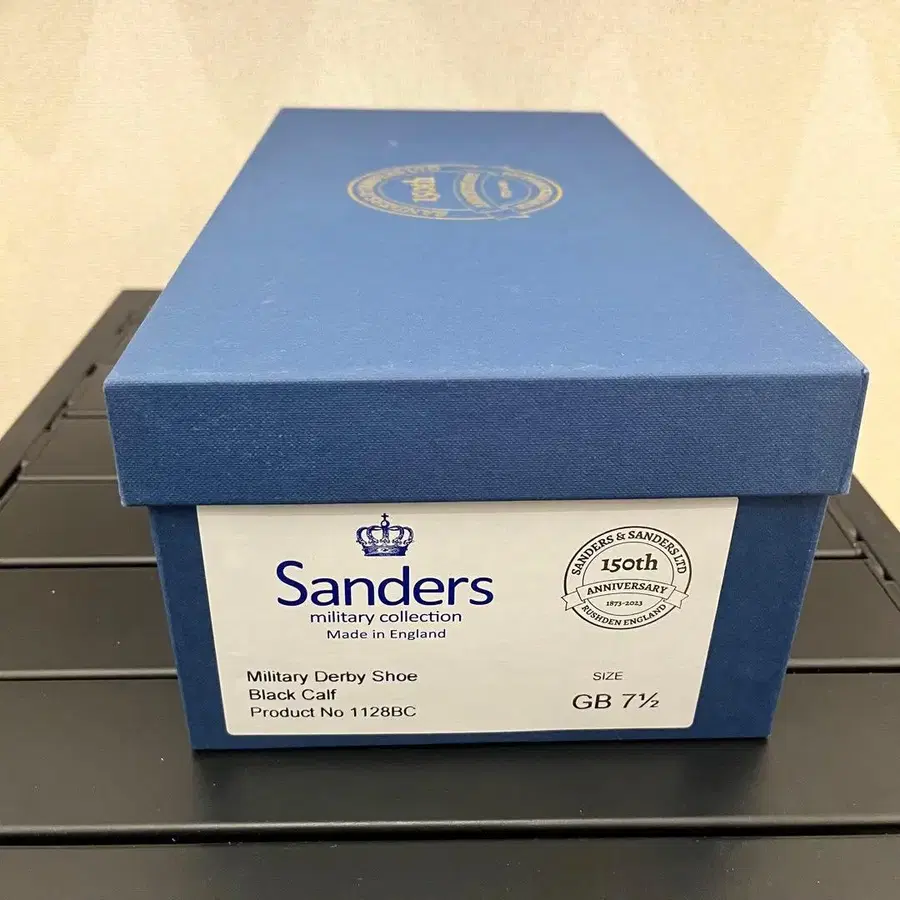 150th
Sanders
military collection
Made in England
SANDERS & SANDERS LTD
150th
ANNIVERSARY
1873-2023
RUSHDEN ENGLAND
Military Derby Shoe
Black Calf
Product No 1128BC
SIZE
GB 7½